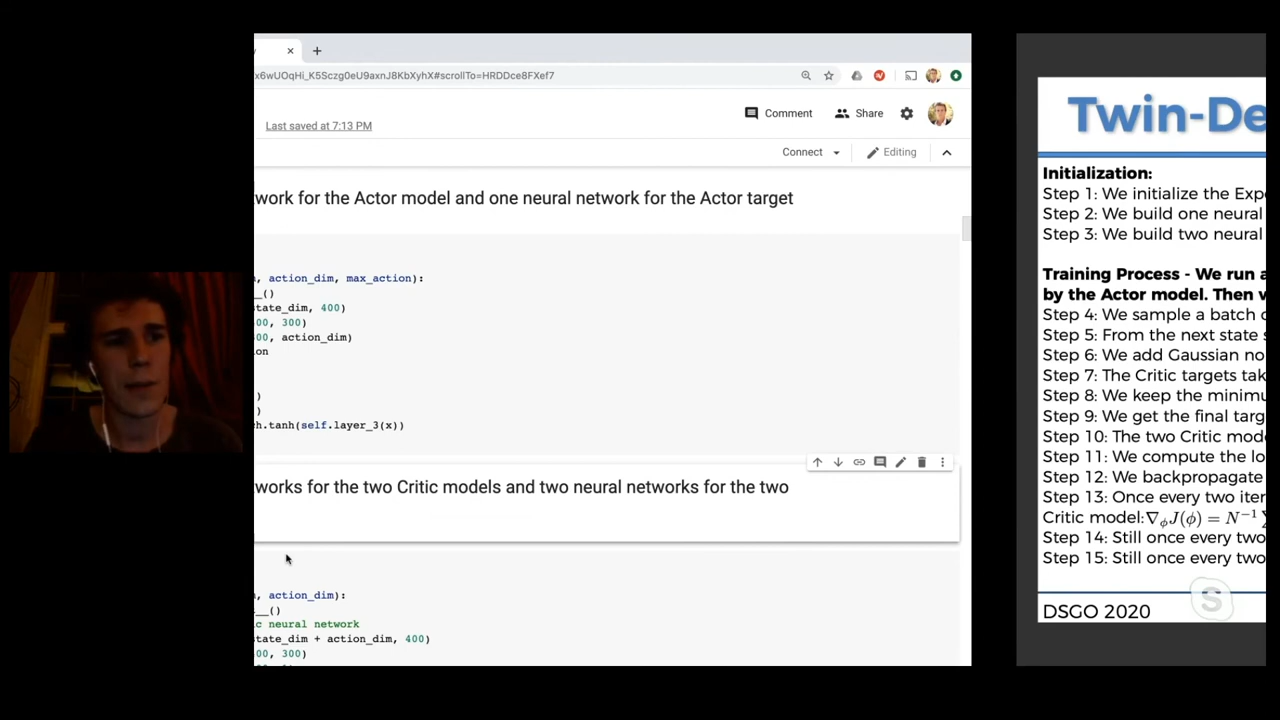 x6wUOqHi_K5Sczg0eU9axnJ8KbXyhX#scrollTo=HRDDce8FXef7
Comment
Share
Last saved at 7:13 PM
Connect
Editing
work for the Actor model and one neural network for the Actor target
, action_dim, max_action):
__()
state_dim, 400)
00, 300)
00, action_dim)
on
)
)
h.tanh(self.layer_3(x))
works for the two Critic models and two neural networks for the two
, action_dim):
__()
c neural network
state_dim + action_dim, 400)
00, 300)
Twin-De
Initialization:
Step 1: We initialize the Expe
Step 2: We build one neural
Step 3: We build two neural
Training Process - We run a
by the Actor model. Then w
Step 4: We sample a batch o
Step 5: From the next state s
Step 6: We add Gaussian no
Step 7: The Critic targets tak
Step 8: We keep the minimu
Step 9: We get the final targ
Step 10: The two Critic mode
Step 11: We compute the lo
Step 12: We backpropagate
Step 13: Once every two iter
Critic model:∇ϕJ(ϕ) = N⁻¹ ∑
Step 14: Still once every two
Step 15: Still once every two
S
DSGO 2020